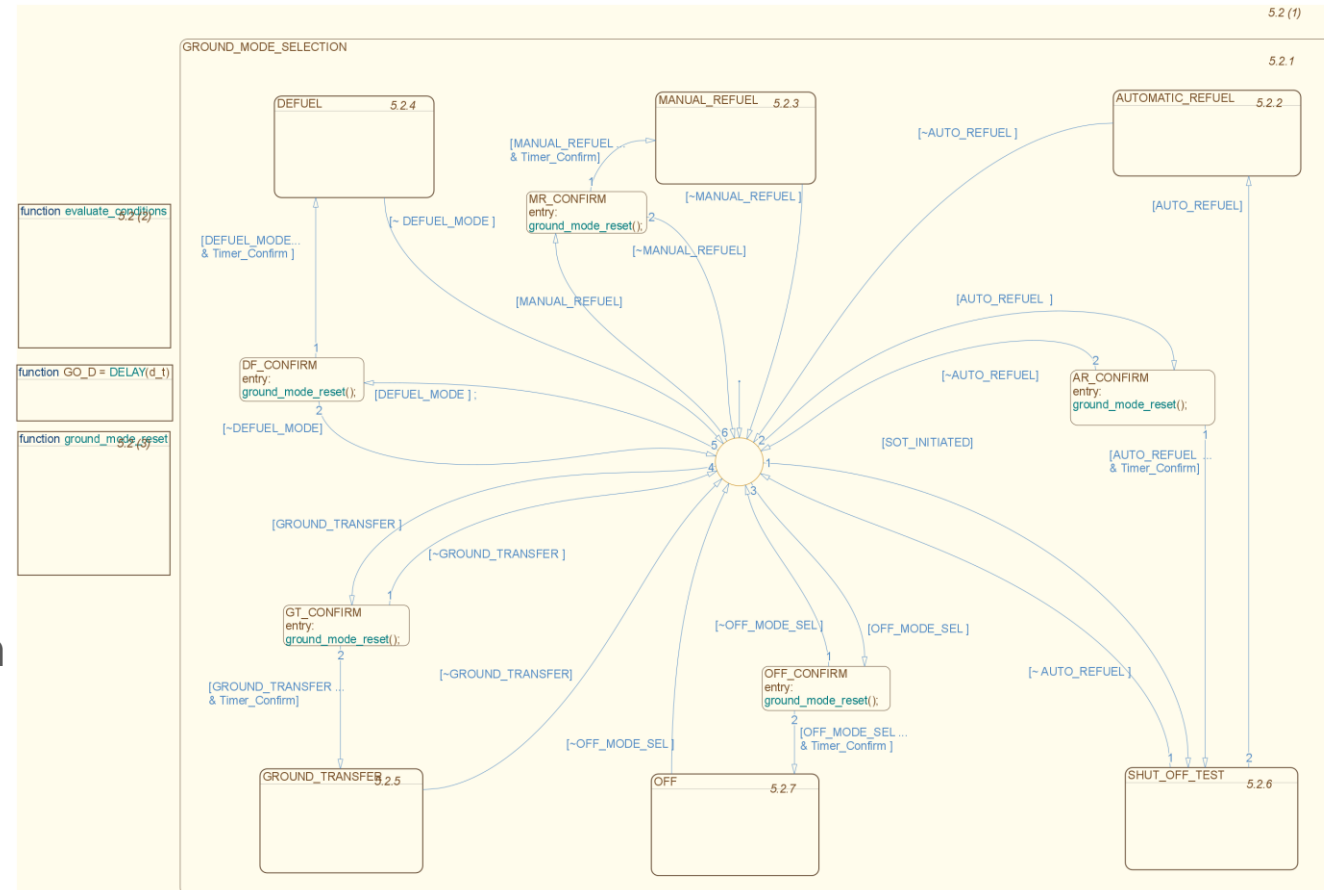 5.2 (1)
GROUND_MODE_SELECTION
5.2.1
DEFUEL 5.2.4
MANUAL_REFUEL 5.2.3
AUTOMATIC_REFUEL 5.2.2
[MANUAL_REFUEL ...
& Timer_Confirm]
[~AUTO_REFUEL ]
1
MR_CONFIRM
entry:
ground_mode_reset();
2
[~MANUAL_REFUEL ]
[AUTO_REFUEL]
function evaluate_conditions
5.2 (2)
[~ DEFUEL_MODE ]
[DEFUEL_MODE...
& Timer_Confirm ]
[~MANUAL_REFUEL]
[MANUAL_REFUEL]
[AUTO_REFUEL ]
1
DF_CONFIRM
entry:
ground_mode_reset();
2
[DEFUEL_MODE ] ;
function GO_D = DELAY(d_t)
2
AR_CONFIRM
entry:
ground_mode_reset();
1
[~AUTO_REFUEL]
[~DEFUEL_MODE]
function ground_mode_reset
5.2 (3)
6
5
4
2
1
3
[SOT_INITIATED]
[AUTO_REFUEL ...
& Timer_Confirm]
[GROUND_TRANSFER ]
[~GROUND_TRANSFER ]
1
GT_CONFIRM
entry:
ground_mode_reset();
2
[~OFF_MODE_SEL ]
[OFF_MODE_SEL ]
n
1
OFF_CONFIRM
entry:
ground_mode_reset();
2
[~GROUND_TRANSFER]
[~ AUTO_REFUEL ]
[GROUND_TRANSFER ...
& Timer_Confirm]
[OFF_MODE_SEL ...
& Timer_Confirm ]
[~OFF_MODE_SEL ]
1
2
GROUND_TRANSFER 5.2.5
OFF 5.2.7
SHUT_OFF_TEST 5.2.6